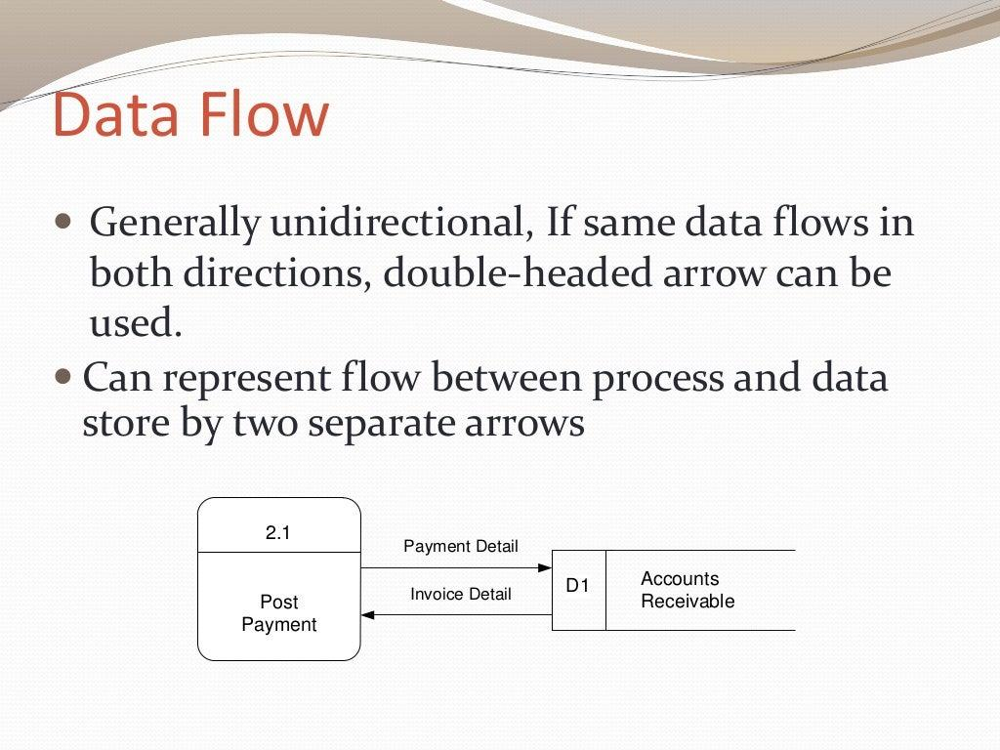 Data Flow
Generally unidirectional, If same data flows in
both directions, double-headed arrow can be
used.
Can represent flow between process and data
store by two separate arrows
2.1
Post
Payment
Payment Detail
Invoice Detail
D1
Accounts
Receivable